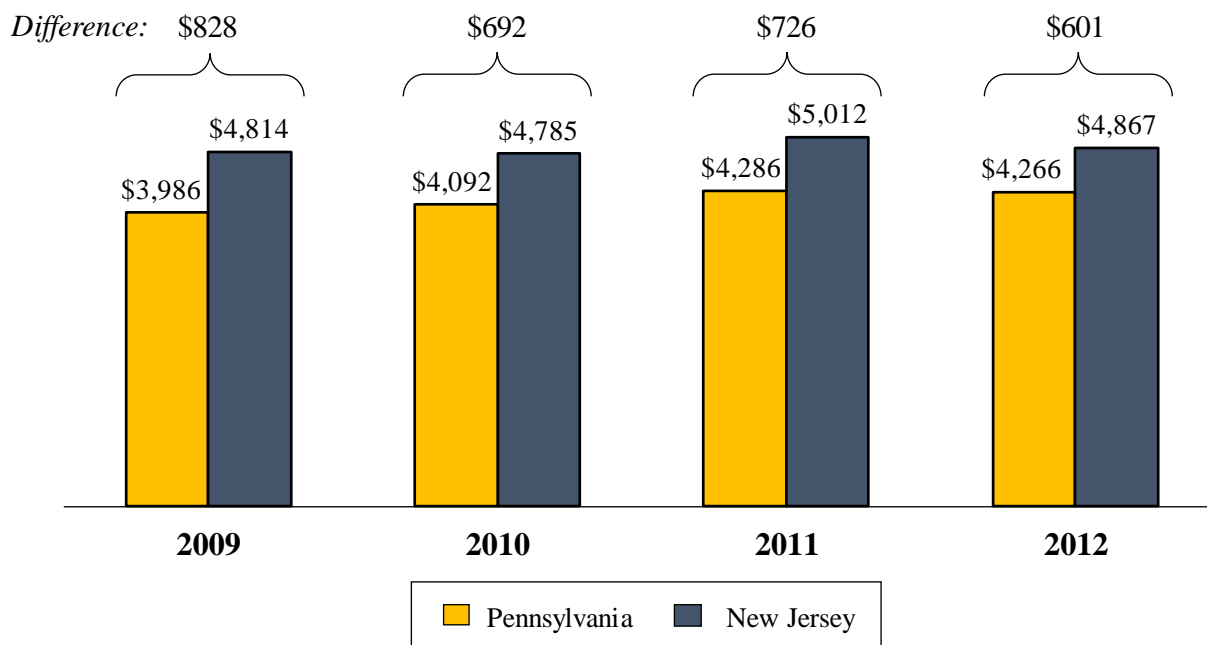 Difference: $828 $692 $726 $601
$4,814 $4,785 $5,012 $4,867
$3,986 $4,092 $4,286 $4,266
2009 2010 2011 2012
Pennsylvania New Jersey